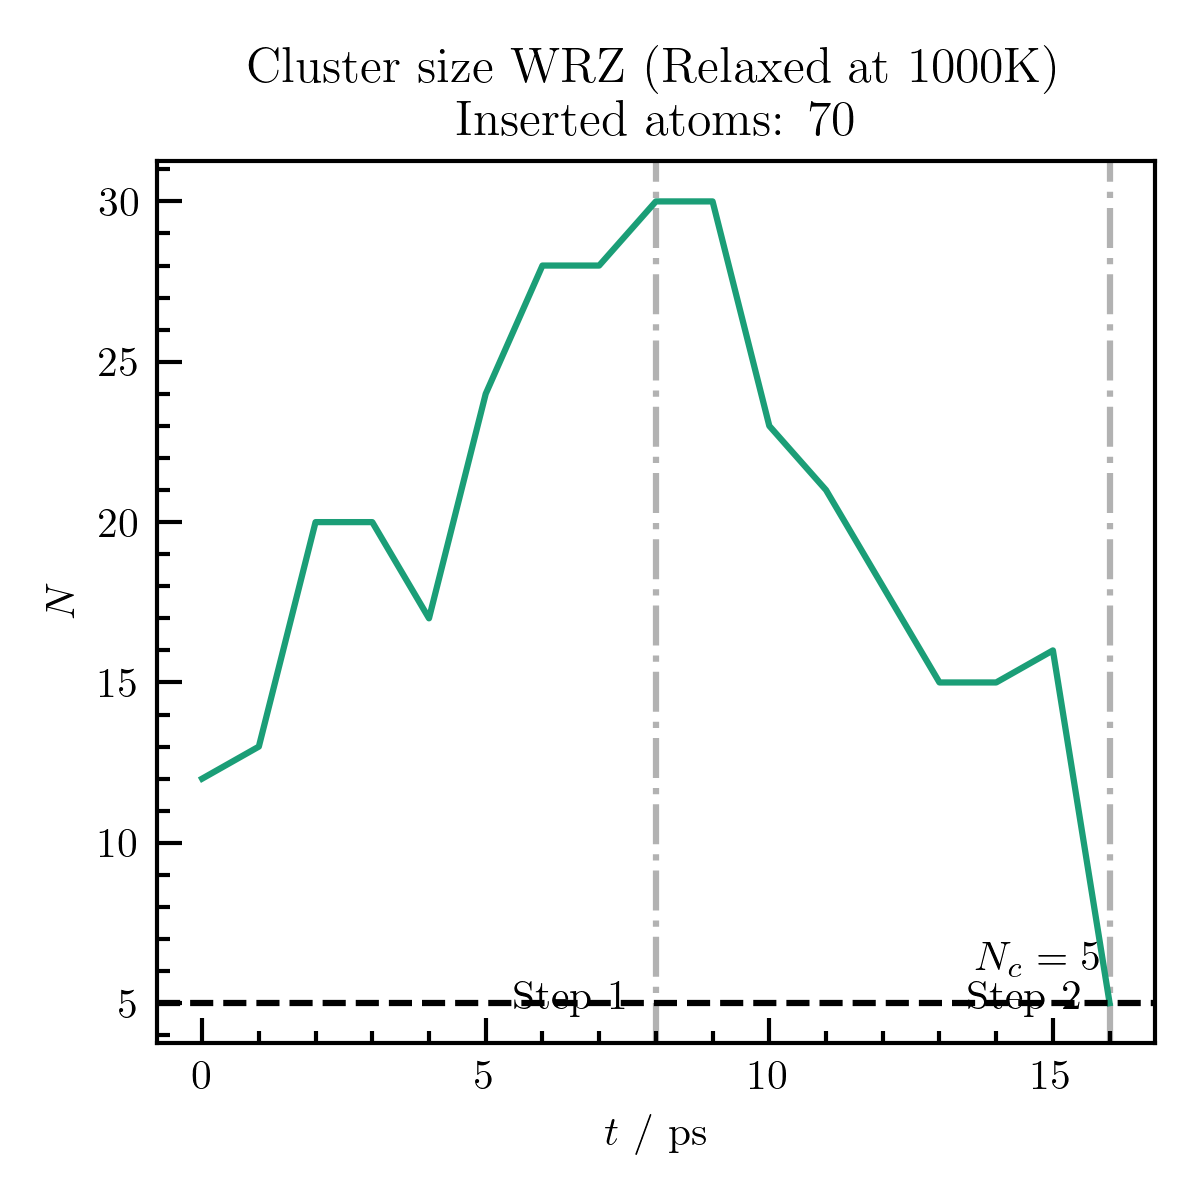 Cluster size WRZ (Relaxed at 1000K)
Inserted atoms: 70
30
25
20
15
10
5
N
N_c = 5
Step 1
Step 2
0 5 10 15
t / ps